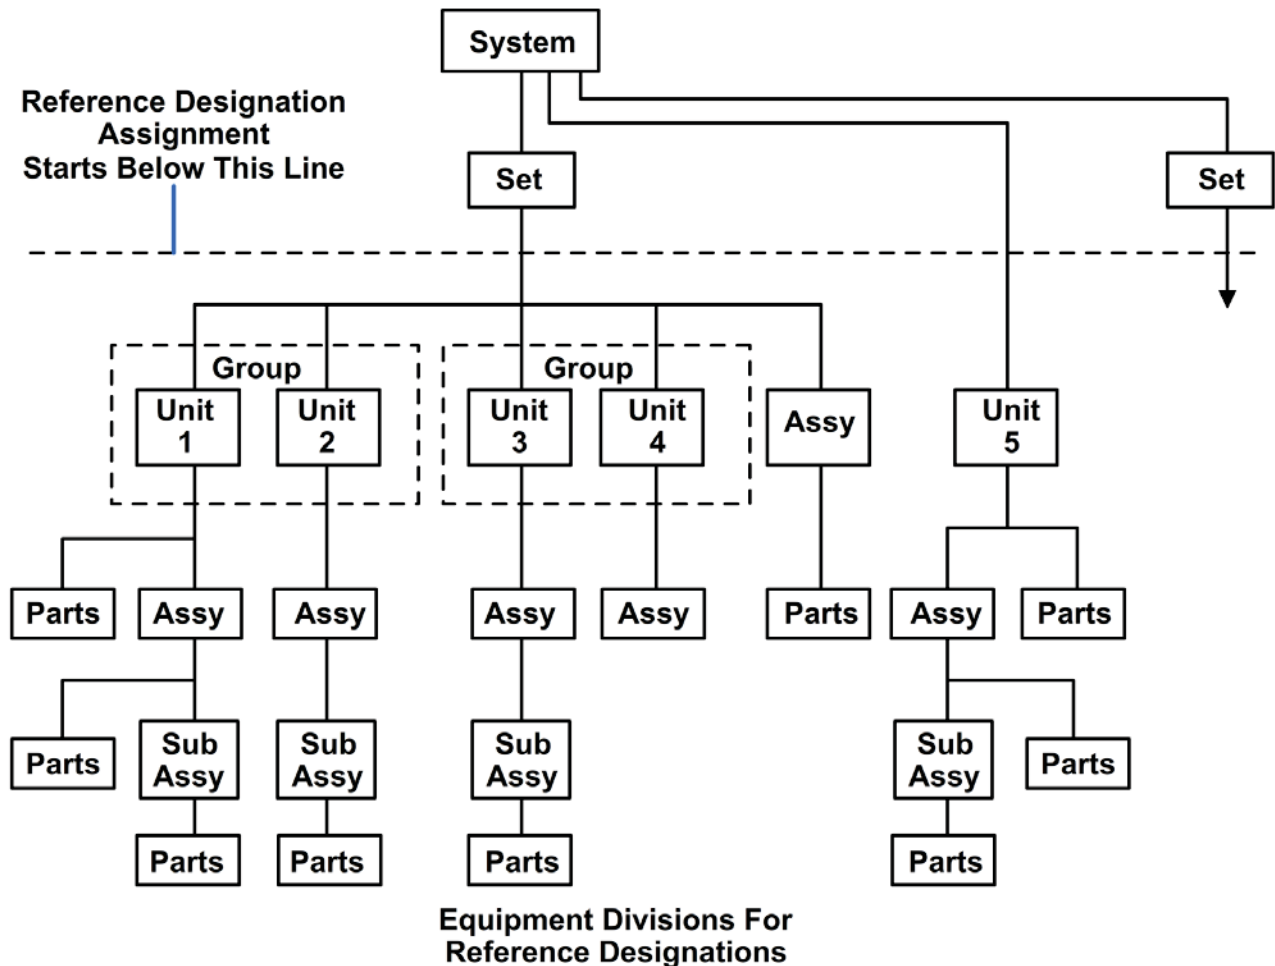 System
Reference Designation
Assignment
Starts Below This Line
Set
Set
Group
Group
Unit
1
Unit
2
Unit
3
Unit
4
Assy
Unit
5
Parts
Assy
Assy
Assy
Assy
Parts
Assy
Parts
Parts
Sub
Assy
Sub
Assy
Sub
Assy
Sub
Assy
Parts
Parts
Parts
Parts
Parts
Equipment Divisions For
Reference Designations